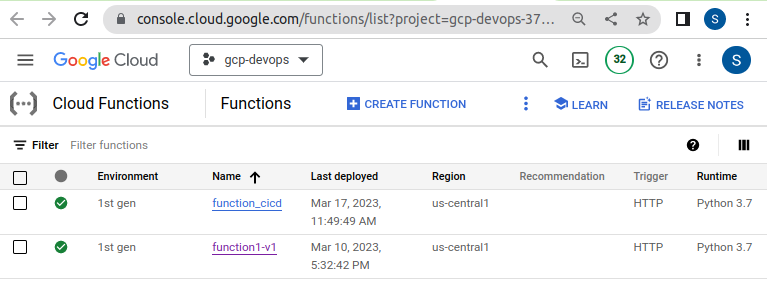 console.cloud.google.com/functions/list?project=gcp-devops-37... S
Google Cloud gcp-devops 32 S
Cloud Functions Functions CREATE FUNCTION LEARN RELEASE NOTES
Filter Filter functions
Environment Name Last deployed Region Recommendation Trigger Runtime
1st gen function_cicd Mar 17, 2023, us-central1 HTTP Python 3.7
11:49:49 AM
1st gen function1-v1 Mar 10, 2023, us-central1 HTTP Python 3.7
5:32:42 PM